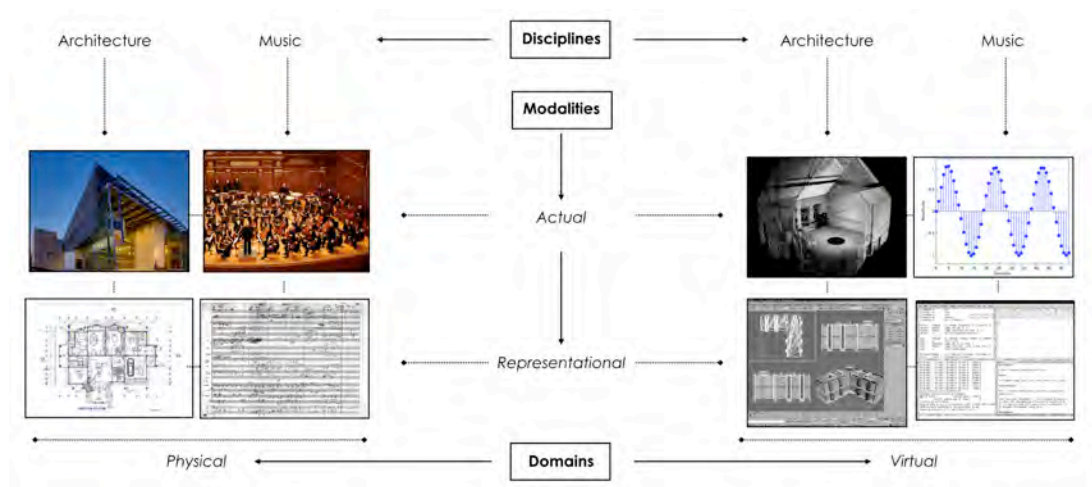 Architecture Music Disciplines Architecture Music
Modalities
Actual
Representational
Physical Domains Virtual